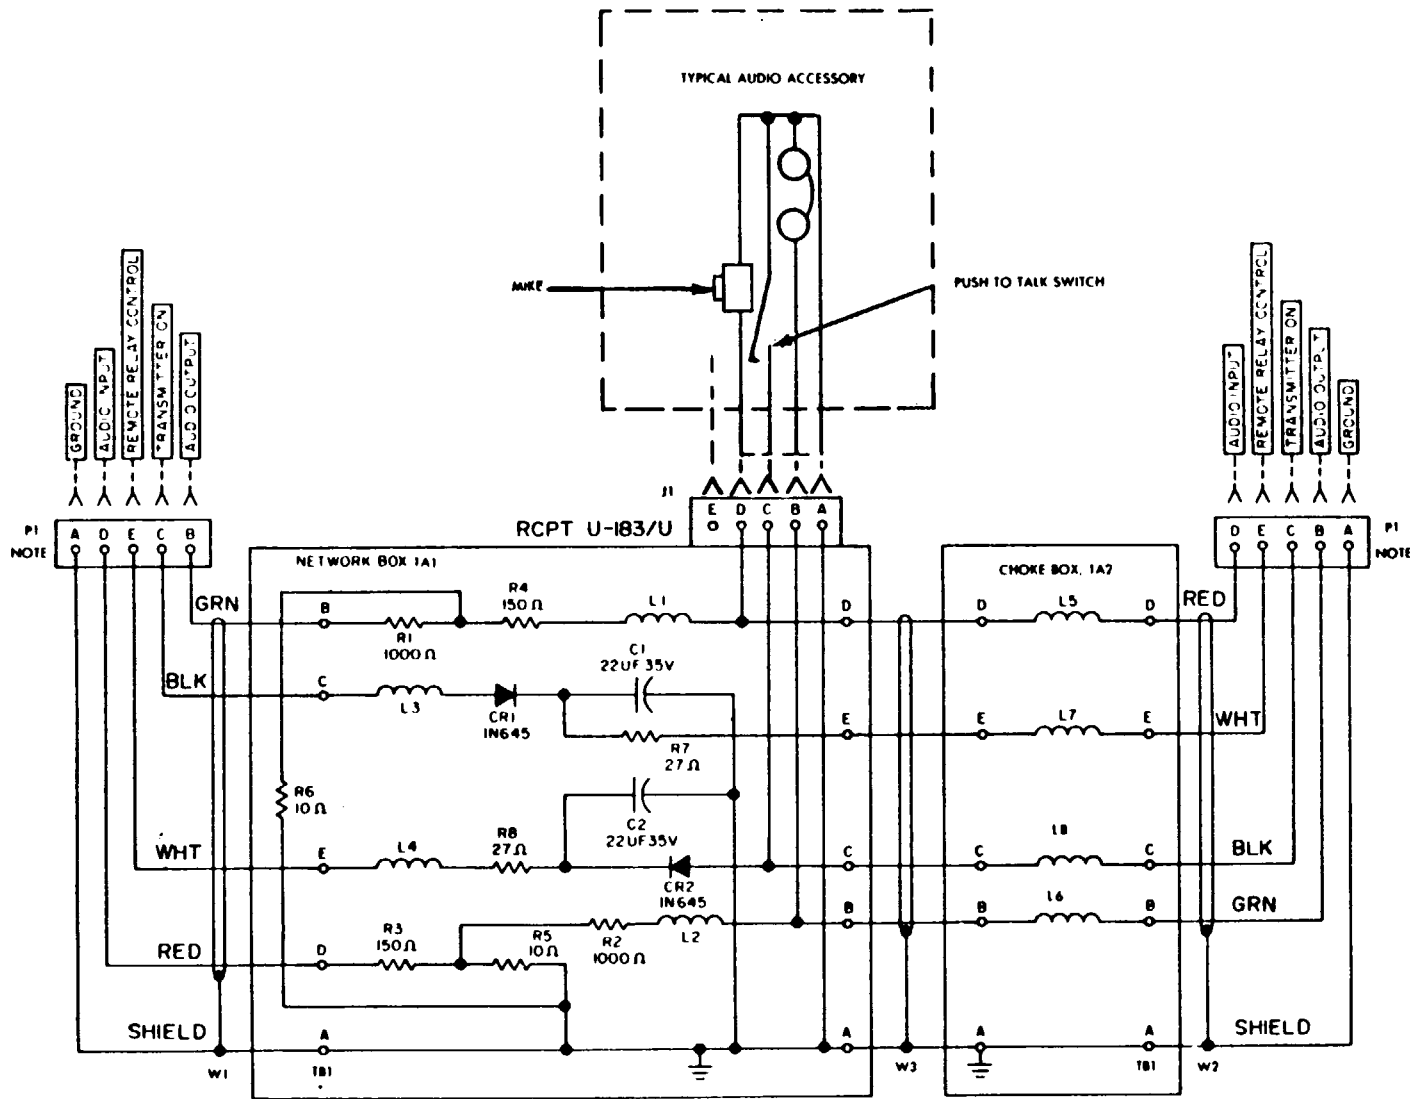 TYPICAL AUDIO ACCESSORY
MIKE
PUSH TO TALK SWITCH
GROUND
AUDIO INPUT
REMOTE RELAY CONTROL
TRANSMITTER ON
AUDIO OUTPUT
AUDIO INPUT
REMOTE RELAY CONTROL
TRANSMITTER ON
AUDIO OUTPUT
GROUND
J1
E D C B A
RCPT U-183/U
P1
NOTE
A D E C B
D E C B A
P1
NOTE
NETWORK BOX 1A1
CHOKE BOX, 1A2
GRN
B
R1
1000 Ω
R4
150 Ω
L1
D
D
L5
D
RED
BLK
C
L3
CR1
1N645
C1
22UF 35V
R7
27 Ω
E
E
L7
E
WHT
R6
10 Ω
C2
22UF 35V
WHT
E
L4
R8
27 Ω
CR2
1N645
C
C
L8
C
BLK
RED
D
R3
150 Ω
R5
10 Ω
R2
1000 Ω
L2
B
B
L6
B
GRN
SHIELD
A
A
A
A
SHIELD
W1
TB1
W3
TB1
W2